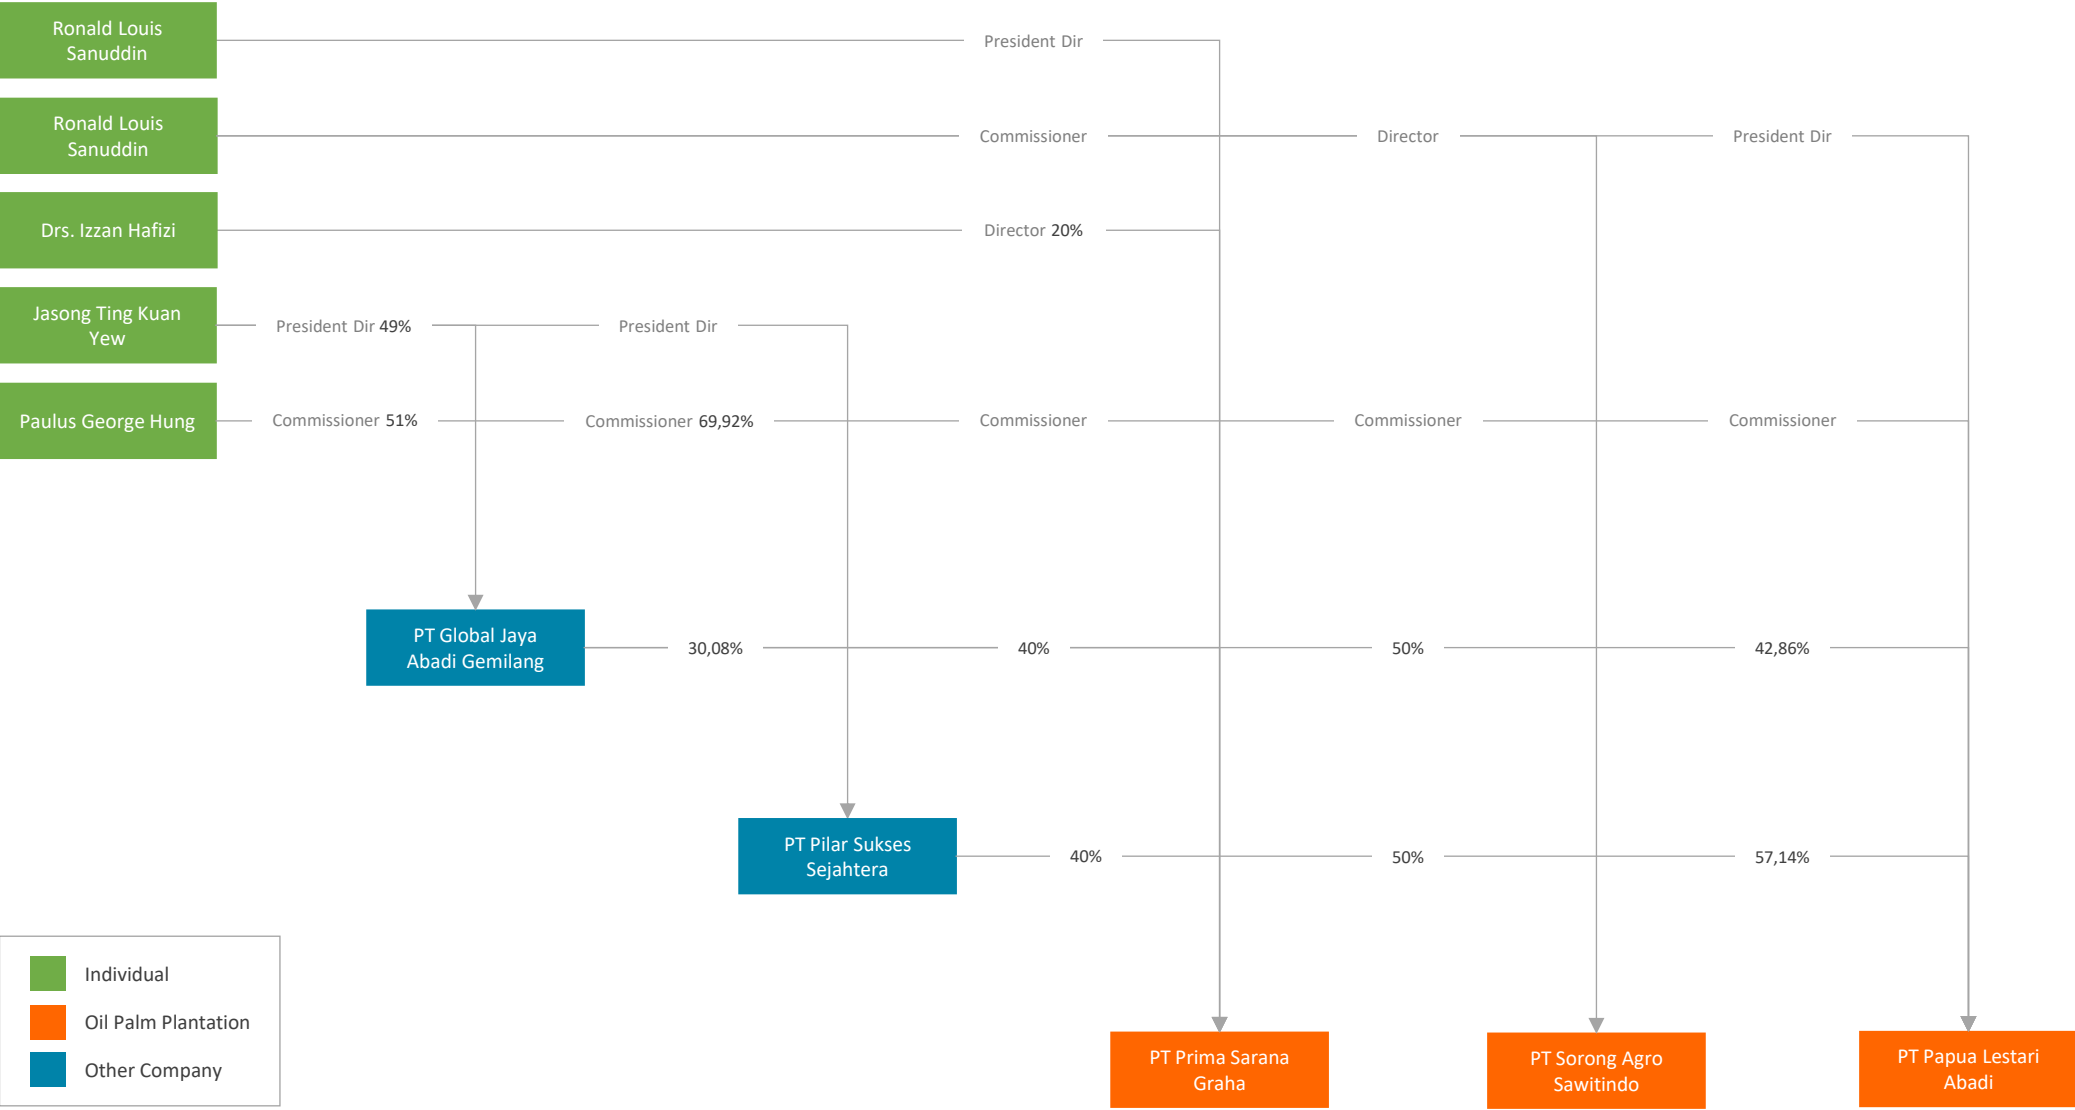 Ronald Louis
Sanuddin
President Dir
Ronald Louis
Sanuddin
Commissioner
Director
President Dir
Drs. Izzan Hafizi
Director 20%
Jasong Ting Kuan
Yew
President Dir 49%
President Dir
Paulus George Hung
Commissioner 51%
Commissioner 69,92%
Commissioner
Commissioner
Commissioner
PT Global Jaya
Abadi Gemilang
30,08%
40%
50%
42,86%
PT Pilar Sukses
Sejahtera
40%
50%
57,14%
Individual
Oil Palm Plantation
Other Company
PT Prima Sarana
Graha
PT Sorong Agro
Sawitindo
PT Papua Lestari
Abadi